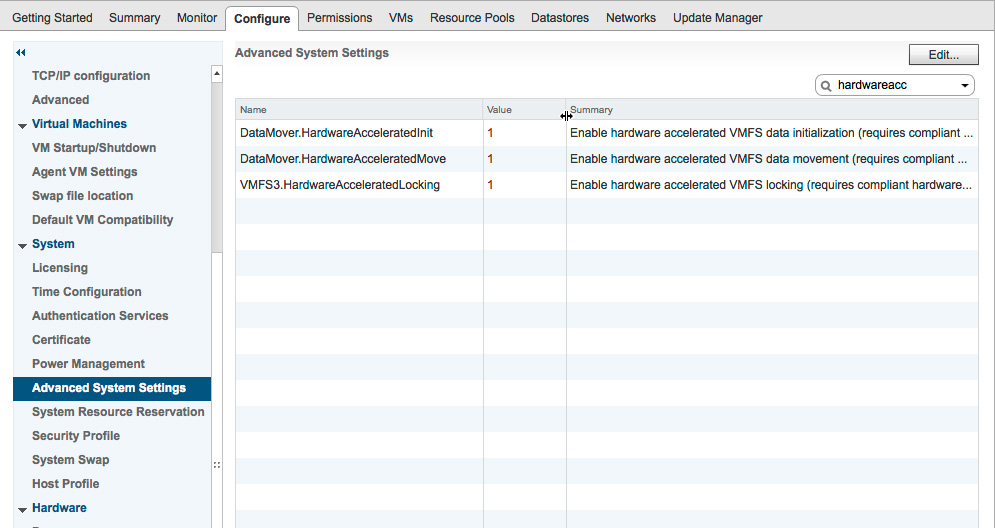 Getting Started Summary Monitor Configure Permissions VMs Resource Pools Datastores Networks Update Manager
TCP/IP configuration
Advanced
Virtual Machines
VM Startup/Shutdown
Agent VM Settings
Swap file location
Default VM Compatibility
System
Licensing
Time Configuration
Authentication Services
Certificate
Power Management
Advanced System Settings
System Resource Reservation
Security Profile
System Swap
Host Profile
Hardware
Advanced System Settings
Edit...
hardwareacc
Name Value Summary
DataMover.HardwareAcceleratedInit 1 Enable hardware accelerated VMFS data initialization (requires compliant ...
DataMover.HardwareAcceleratedMove 1 Enable hardware accelerated VMFS data movement (requires compliant ...
VMFS3.HardwareAcceleratedLocking 1 Enable hardware accelerated VMFS locking (requires compliant hardware...